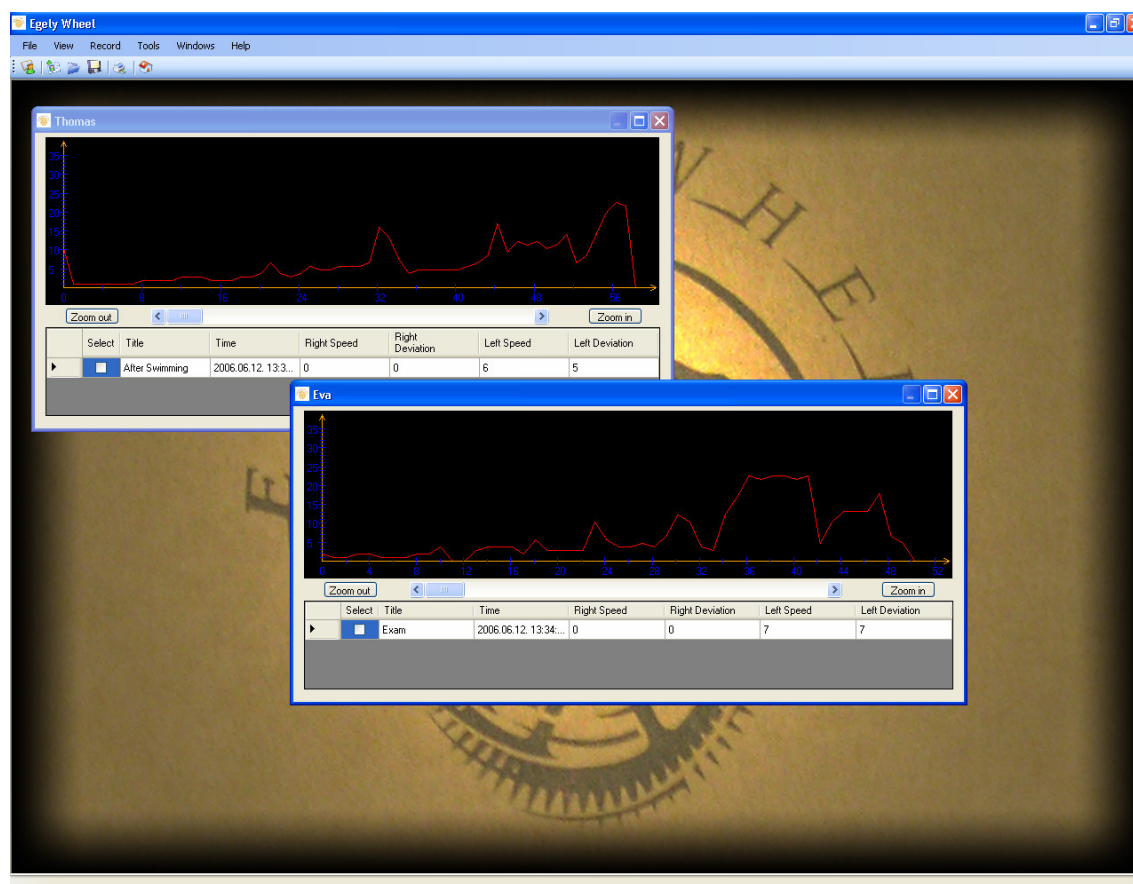 Egely Wheel
File View Record Tools Windows Help
Thomas
35
30
25
20
15
10
5
0 8 16 24 32 40 48 56
Zoom out Zoom in
Select Title Time Right Speed Right Deviation Left Speed Left Deviation
After Swimming 2006.06.12. 13:3... 0 0 6 5
Eva
35
30
25
20
15
10
5
0 4 8 12 16 20 24 28 32 36 40 44 48 52
Zoom out Zoom in
Select Title Time Right Speed Right Deviation Left Speed Left Deviation
Exam 2006.06.12. 13:34:... 0 0 7 7
W H E E